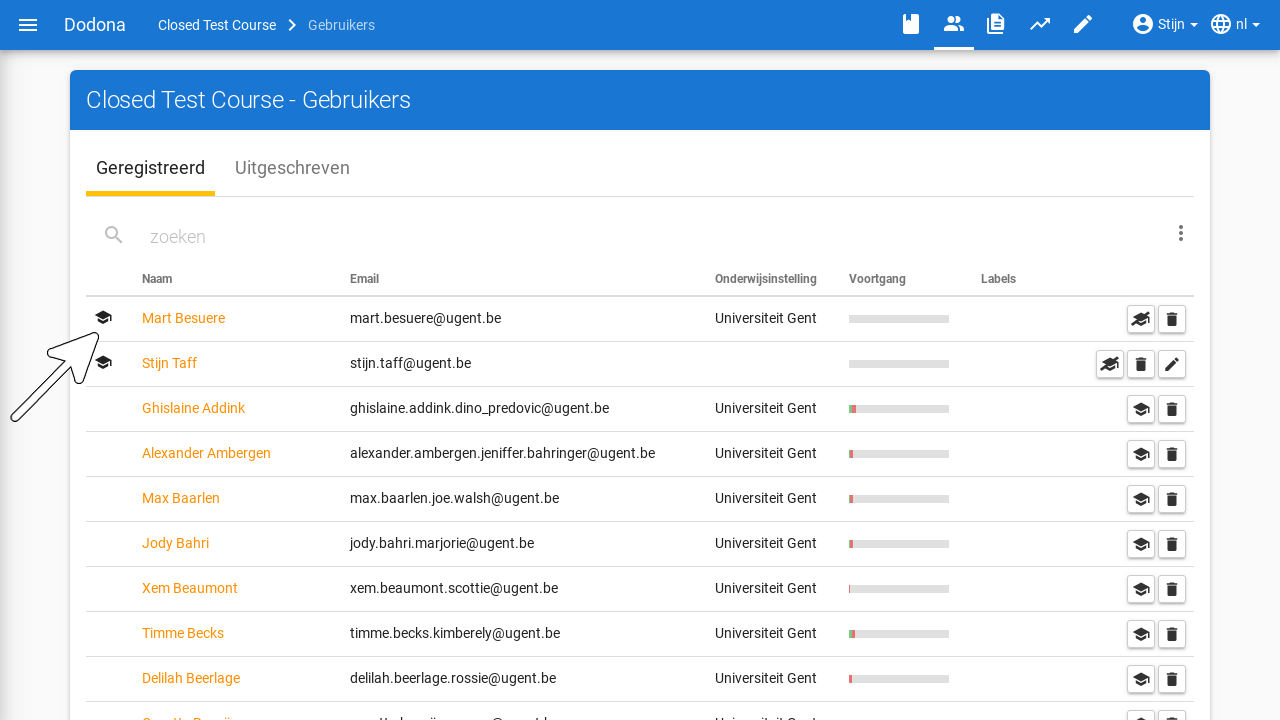 Dodona Closed Test Course Gebruikers Stijn nl
Closed Test Course - Gebruikers
Geregistreerd Uitgeschreven
zoeken
Naam Email Onderwijsinstelling Voortgang Labels
Mart Besuere mart.besuere@ugent.be Universiteit Gent
Stijn Taff stijn.taff@ugent.be
Ghislaine Addink ghislaine.addink.dino_predovic@ugent.be Universiteit Gent
Alexander Ambergen alexander.ambergen.jeniffer.bahringer@ugent.be Universiteit Gent
Max Baarlen max.baarlen.joe.walsh@ugent.be Universiteit Gent
Jody Bahri jody.bahri.marjorie@ugent.be Universiteit Gent
Xem Beaumont xem.beaumont.scottie@ugent.be Universiteit Gent
Timme Becks timme.becks.kimberely@ugent.be Universiteit Gent
Delilah Beerlage delilah.beerlage.rossie@ugent.be Universiteit Gent